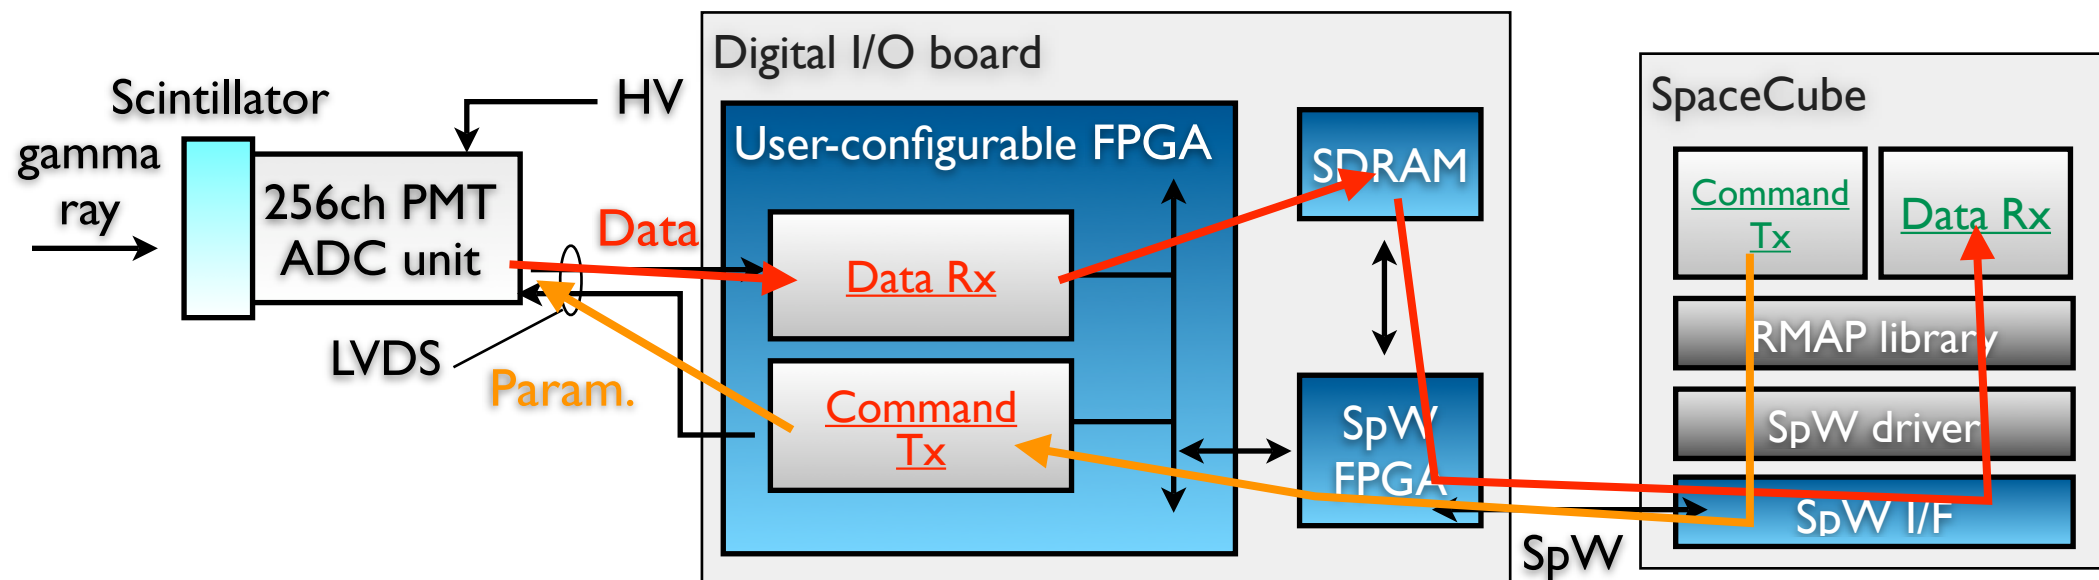 Digital I/O board
SpaceCube
Scintillator
HV
gamma
ray
256ch PMT
ADC unit
Data
LVDS
Param.
User-configurable FPGA
Data Rx
Command
Tx
SDRAM
SpW
FPGA
SpW
Command
Tx
Data Rx
RMAP library
SpW driver
SpW I/F